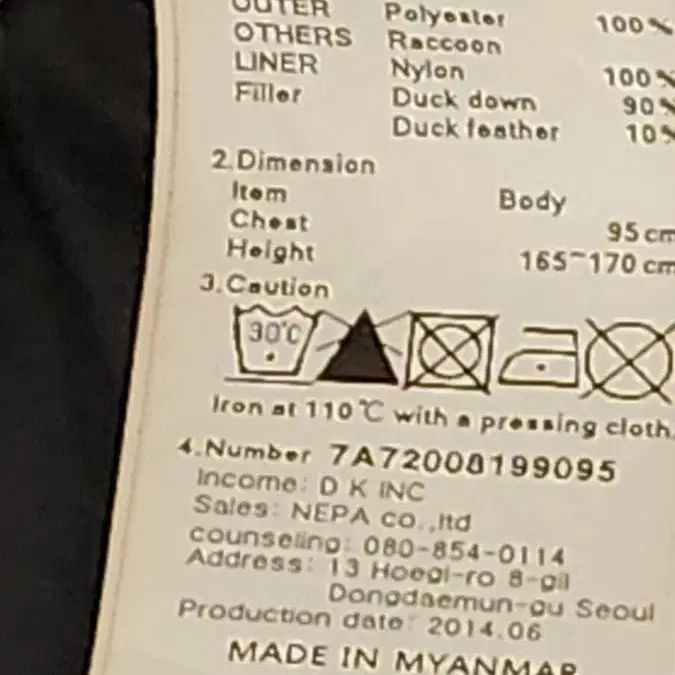 OUTER Polyester 100%
OTHERS Raccoon
LINER Nylon 100%
Filler Duck down 90%
Duck feather 10%
2.Dimension
Item Body
Chest 95cm
Height 165~170cm
3.Caution
30℃
Iron at 110℃ with a pressing cloth.
4.Number 7A72008199095
Income: D K INC
Sales: NEPA co.,ltd
counseling: 080-854-0114
Address: 13 Hoegi-ro 8-gil
Dongdaemun-gu Seoul
Production date: 2014.06
MADE IN MYANMAR